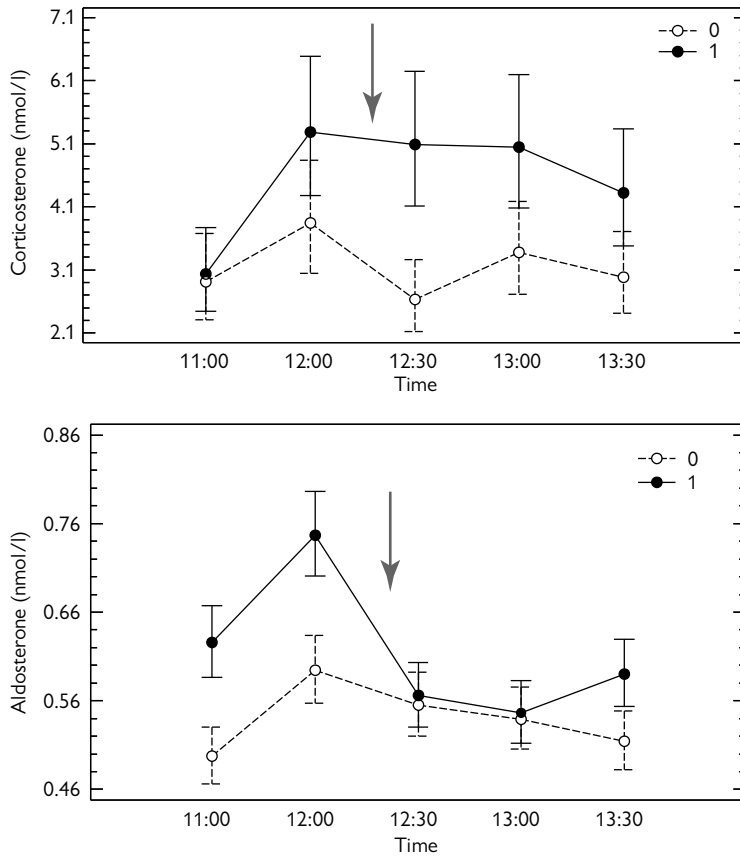 Corticosterone (nmol/l)
7.1
6.1
5.1
4.1
3.1
2.1
0
1
11:00 12:00 12:30 13:00 13:30
Time
Aldosterone (nmol/l)
0.86
0.76
0.66
0.56
0.46
0
1
11:00 12:00 12:30 13:00 13:30
Time